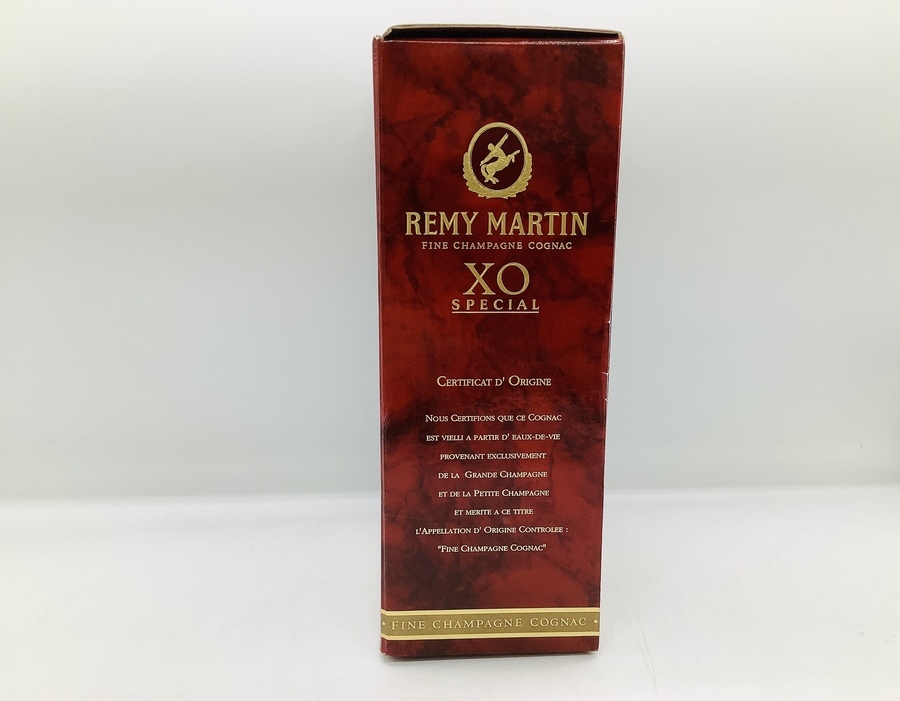 REMY MARTIN
FINE CHAMPAGNE COGNAC
XO
SPECIAL
CERTIFICAT D' ORIGINE
NOUS CERTIFIONS QUE CE COGNAC
EST VIELLI A PARTIR D' EAUX-DE-VIE
PROVENANT EXCLUSIVEMENT
DE LA GRANDE CHAMPAGNE
ET DE LA PETITE CHAMPAGNE
ET MERITE A CE TITRE
L'APPELLATION D' ORIGINE CONTROLEE :
"FINE CHAMPAGNE COGNAC"
FINE CHAMPAGNE COGNAC